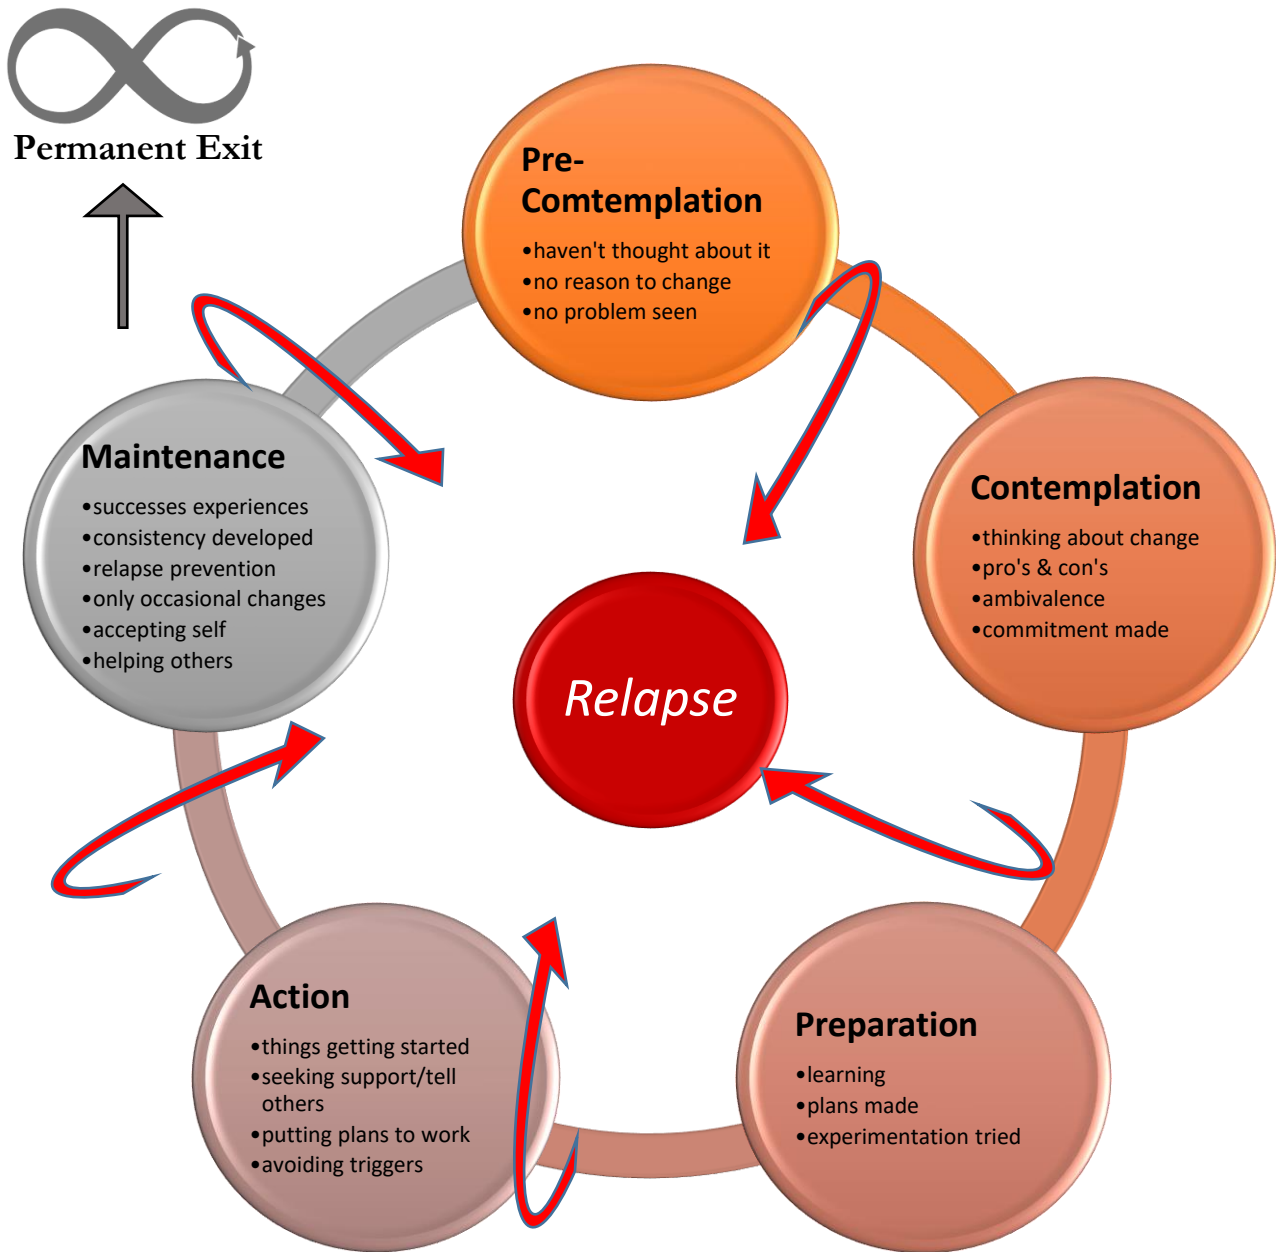 Permanent Exit
Pre-
Comtemplation
•haven't thought about it
•no reason to change
•no problem seen
Contemplation
•thinking about change
•pro's & con's
•ambivalence
•commitment made
Preparation
•learning
•plans made
•experimentation tried
Action
•things getting started
•seeking support/tell
others
•putting plans to work
•avoiding triggers
Maintenance
•successes experiences
•consistency developed
•relapse prevention
•only occasional changes
•accepting self
•helping others
Relapse